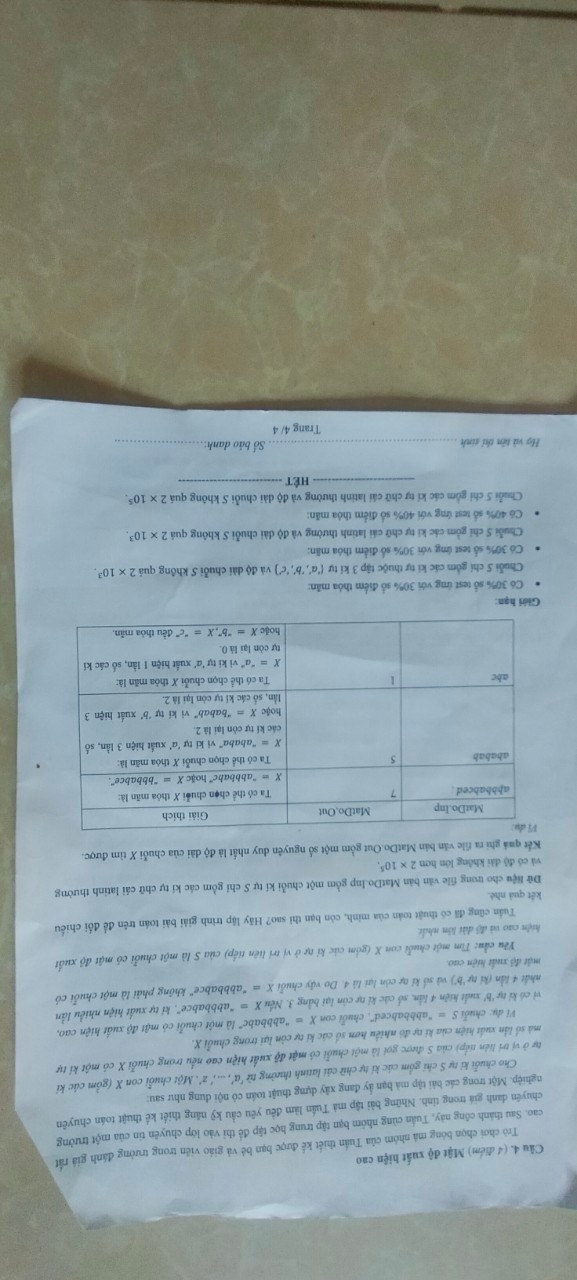 Câu 4. (4 điểm) Mật độ xuất hiện cao
Trò chơi chọn bóng mà nhóm của Tuấn thiết kế được bạn bè và giáo viên trong trường đánh giá rất
cao. Sau thành công này, Tuấn cùng nhóm bạn tập trung học tập để thi vào lớp chuyên tin của một trường
chuyên danh giá trong tỉnh. Những bài tập mà Tuấn làm đều yêu cầu kỹ năng thiết kế thuật toán chuyên
nghiệp. Một trong các bài tập mà bạn ấy đang xây dựng thuật toán có nội dung như sau:
Cho chuỗi kí tự S chỉ gồm các kí tự chữ cái latinh thường từ 'a', ...,' z'. Một chuỗi con X (gồm các kí
tự ở vị trí liên tiếp) của S được gọi là một chuỗi có mật độ xuất hiện cao nếu trong chuỗi X có một kí tự
mà số lần xuất hiện của kí tự đó nhiều hơn số các kí tự còn lại trong chuỗi X.
Ví dụ: chuỗi S = "abbbabced", chuỗi con X = "abbbabc" là một chuỗi có mật độ xuất hiện cao,
vì có kí tự 'b' xuất hiện 4 lần, số các kí tự còn lại bằng 3. Nếu X = "abbbabce", kí tự xuất hiện nhiều lần
nhất 4 lần (kí tự 'b') và số kí tự còn lại là 4. Do vậy chuỗi X = "abbbabce" không phải là một chuỗi có
mật độ xuất hiện cao.
Yêu cầu: Tìm một chuỗi con X (gồm các kí tự ở vị trí liên tiếp) của S là một chuỗi có mật độ xuất
hiện cao và độ dài lớn nhất.
Tuấn cũng đã có thuật toán của mình, còn bạn thì sao? Hãy lập trình giải bài toán trên để đối chiếu
kết quả nhé.
Dữ liệu cho trong file văn bản MatDo.Inp gồm một chuỗi kí tự S chỉ gồm các kí tự chữ cái latinh thường
và có độ dài không lớn hơn 2 × 10⁵.
Kết quả ghi ra file văn bản MatDo.Out gồm một số nguyên duy nhất là độ dài của chuỗi X tìm được.
Ví dụ:
MatDo.Inp MatDo.Out Giải thích
abbbabced 7 Ta có thể chọn chuỗi X thỏa mãn là:
X = "abbbabc" hoặc X = "bbbabce".
ababab 5 Ta có thể chọn chuỗi X thỏa mãn là:
X = "ababa" vì kí tự 'a' xuất hiện 3 lần, số
các kí tự còn lại là 2.
hoặc X = "babab" vì kí tự 'b' xuất hiện 3
lần, số các kí tự còn lại là 2.
abc 1 Ta có thể chọn chuỗi X thỏa mãn là:
X = "a" vì kí tự 'a' xuất hiện 1 lần, số các kí
tự còn lại là 0.
hoặc X = "b", X = "c" đều thỏa mãn.
Giới hạn:
• Có 30% số test ứng với 30% số điểm thỏa mãn:
Chuỗi S chỉ gồm các kí tự thuộc tập 3 kí tự {'a', 'b', 'c'} và độ dài chuỗi S không quá 2 × 10³.
• Có 30% số test ứng với 30% số điểm thỏa mãn:
Chuỗi S chỉ gồm các kí tự chữ cái latinh thường và độ dài chuỗi S không quá 2 × 10³.
• Có 40% số test ứng với 40% số điểm thỏa mãn:
Chuỗi S chỉ gồm các kí tự chữ cái latinh thường và độ dài chuỗi S không quá 2 × 10⁵.
HẾT
Họ và tên thí sinh Số báo danh:
Trang 4/ 4